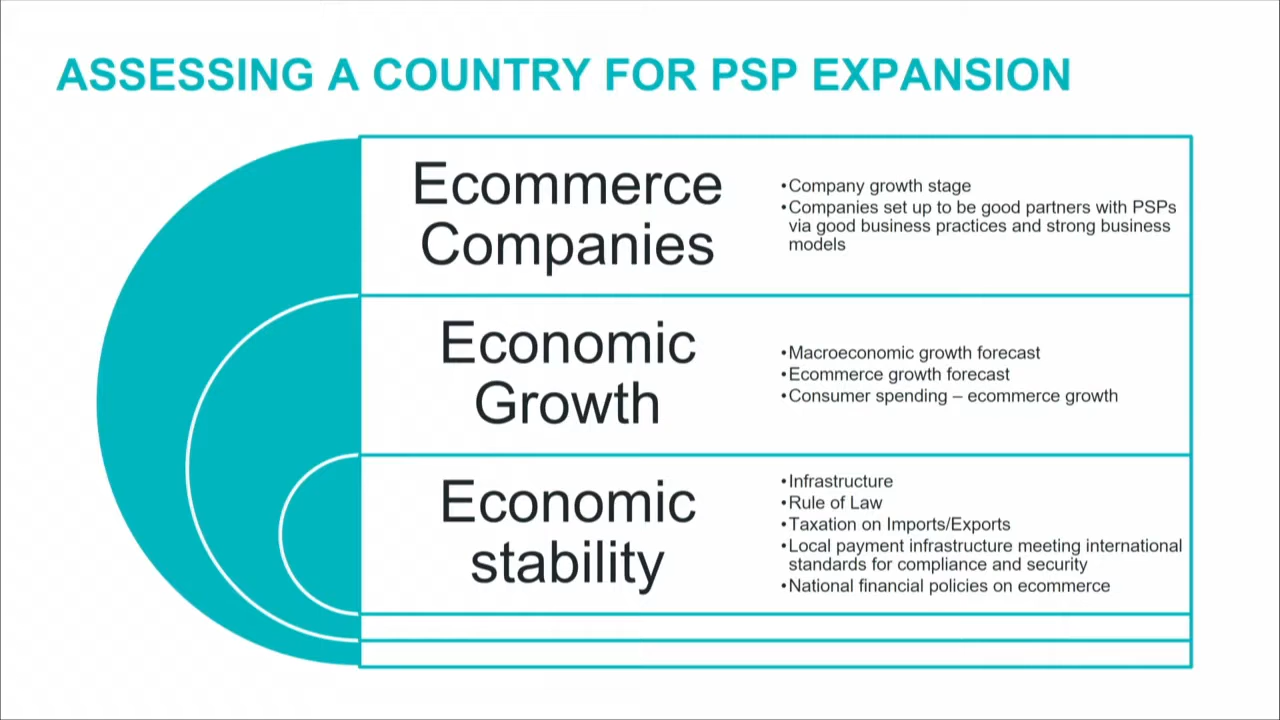 ASSESSING A COUNTRY FOR PSP EXPANSION
Ecommerce
Companies
•Company growth stage
•Companies set up to be good partners with PSPs
via good business practices and strong business
models
Economic
Growth
•Macroeconomic growth forecast
•Ecommerce growth forecast
•Consumer spending – ecommerce growth
Economic
stability
•Infrastructure
•Rule of Law
•Taxation on Imports/Exports
•Local payment infrastructure meeting international
standards for compliance and security
•National financial policies on ecommerce